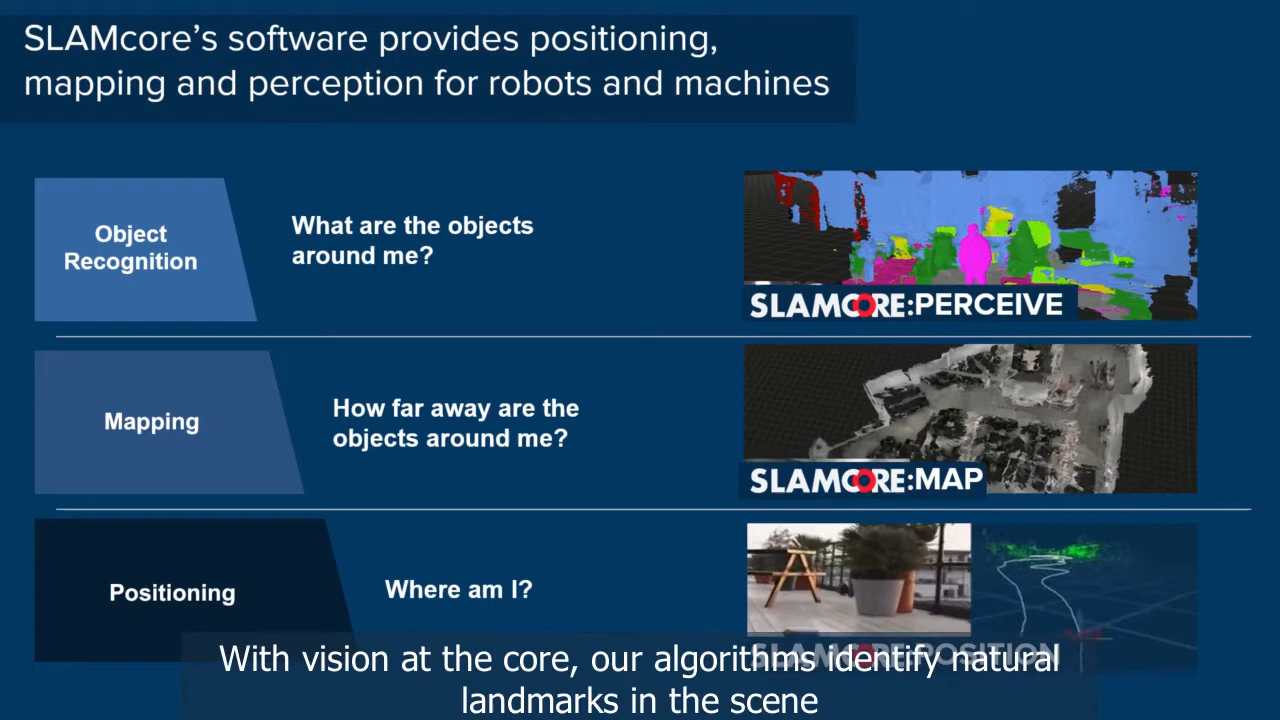 SLAMcore's software provides positioning,
mapping and perception for robots and machines
Object
Recognition
What are the objects
around me?
SLAMCORE:PERCEIVE
Mapping
How far away are the
objects around me?
SLAMCORE:MAP
Positioning
Where am I?
SLAMCORE:POSITION
With vision at the core, our algorithms identify natural
landmarks in the scene